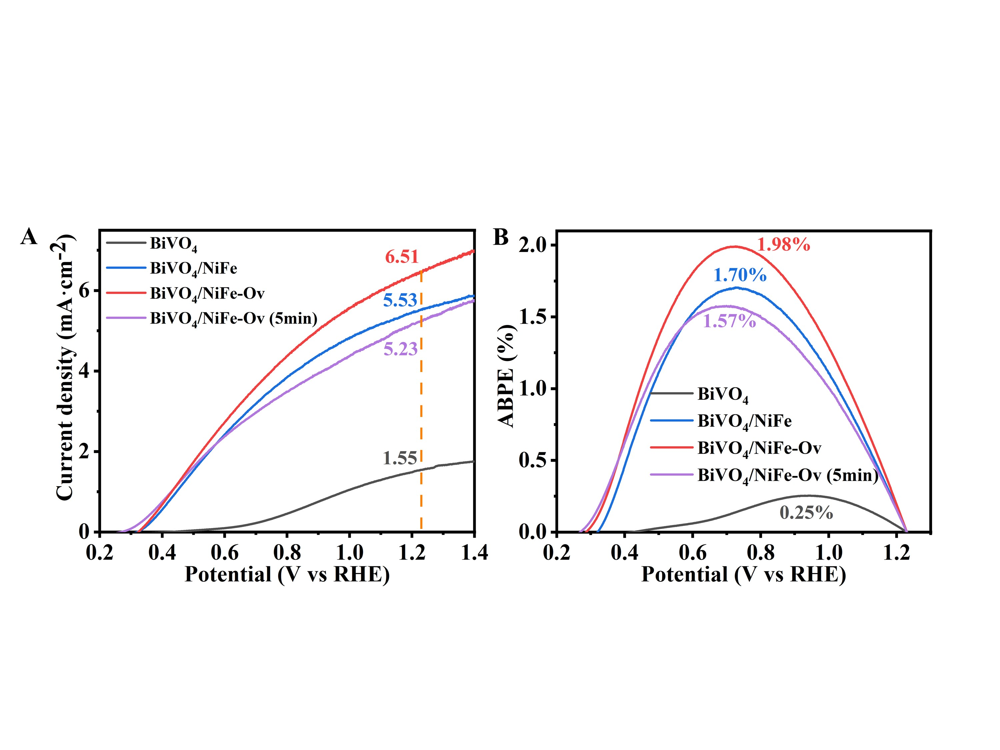 A
BiVO4
BiVO4/NiFe
BiVO4/NiFe-Ov
BiVO4/NiFe-Ov (5min)
6.51
5.53
5.23
1.55
Current density (mA·cm-2)
6
4
2
0
0.2 0.4 0.6 0.8 1.0 1.2 1.4
Potential (V vs RHE)
B
1.98%
1.70%
1.57%
0.25%
BiVO4
BiVO4/NiFe
BiVO4/NiFe-Ov
BiVO4/NiFe-Ov (5min)
ABPE (%)
2.0
1.5
1.0
0.5
0.0
0.2 0.4 0.6 0.8 1.0 1.2
Potential (V vs RHE)